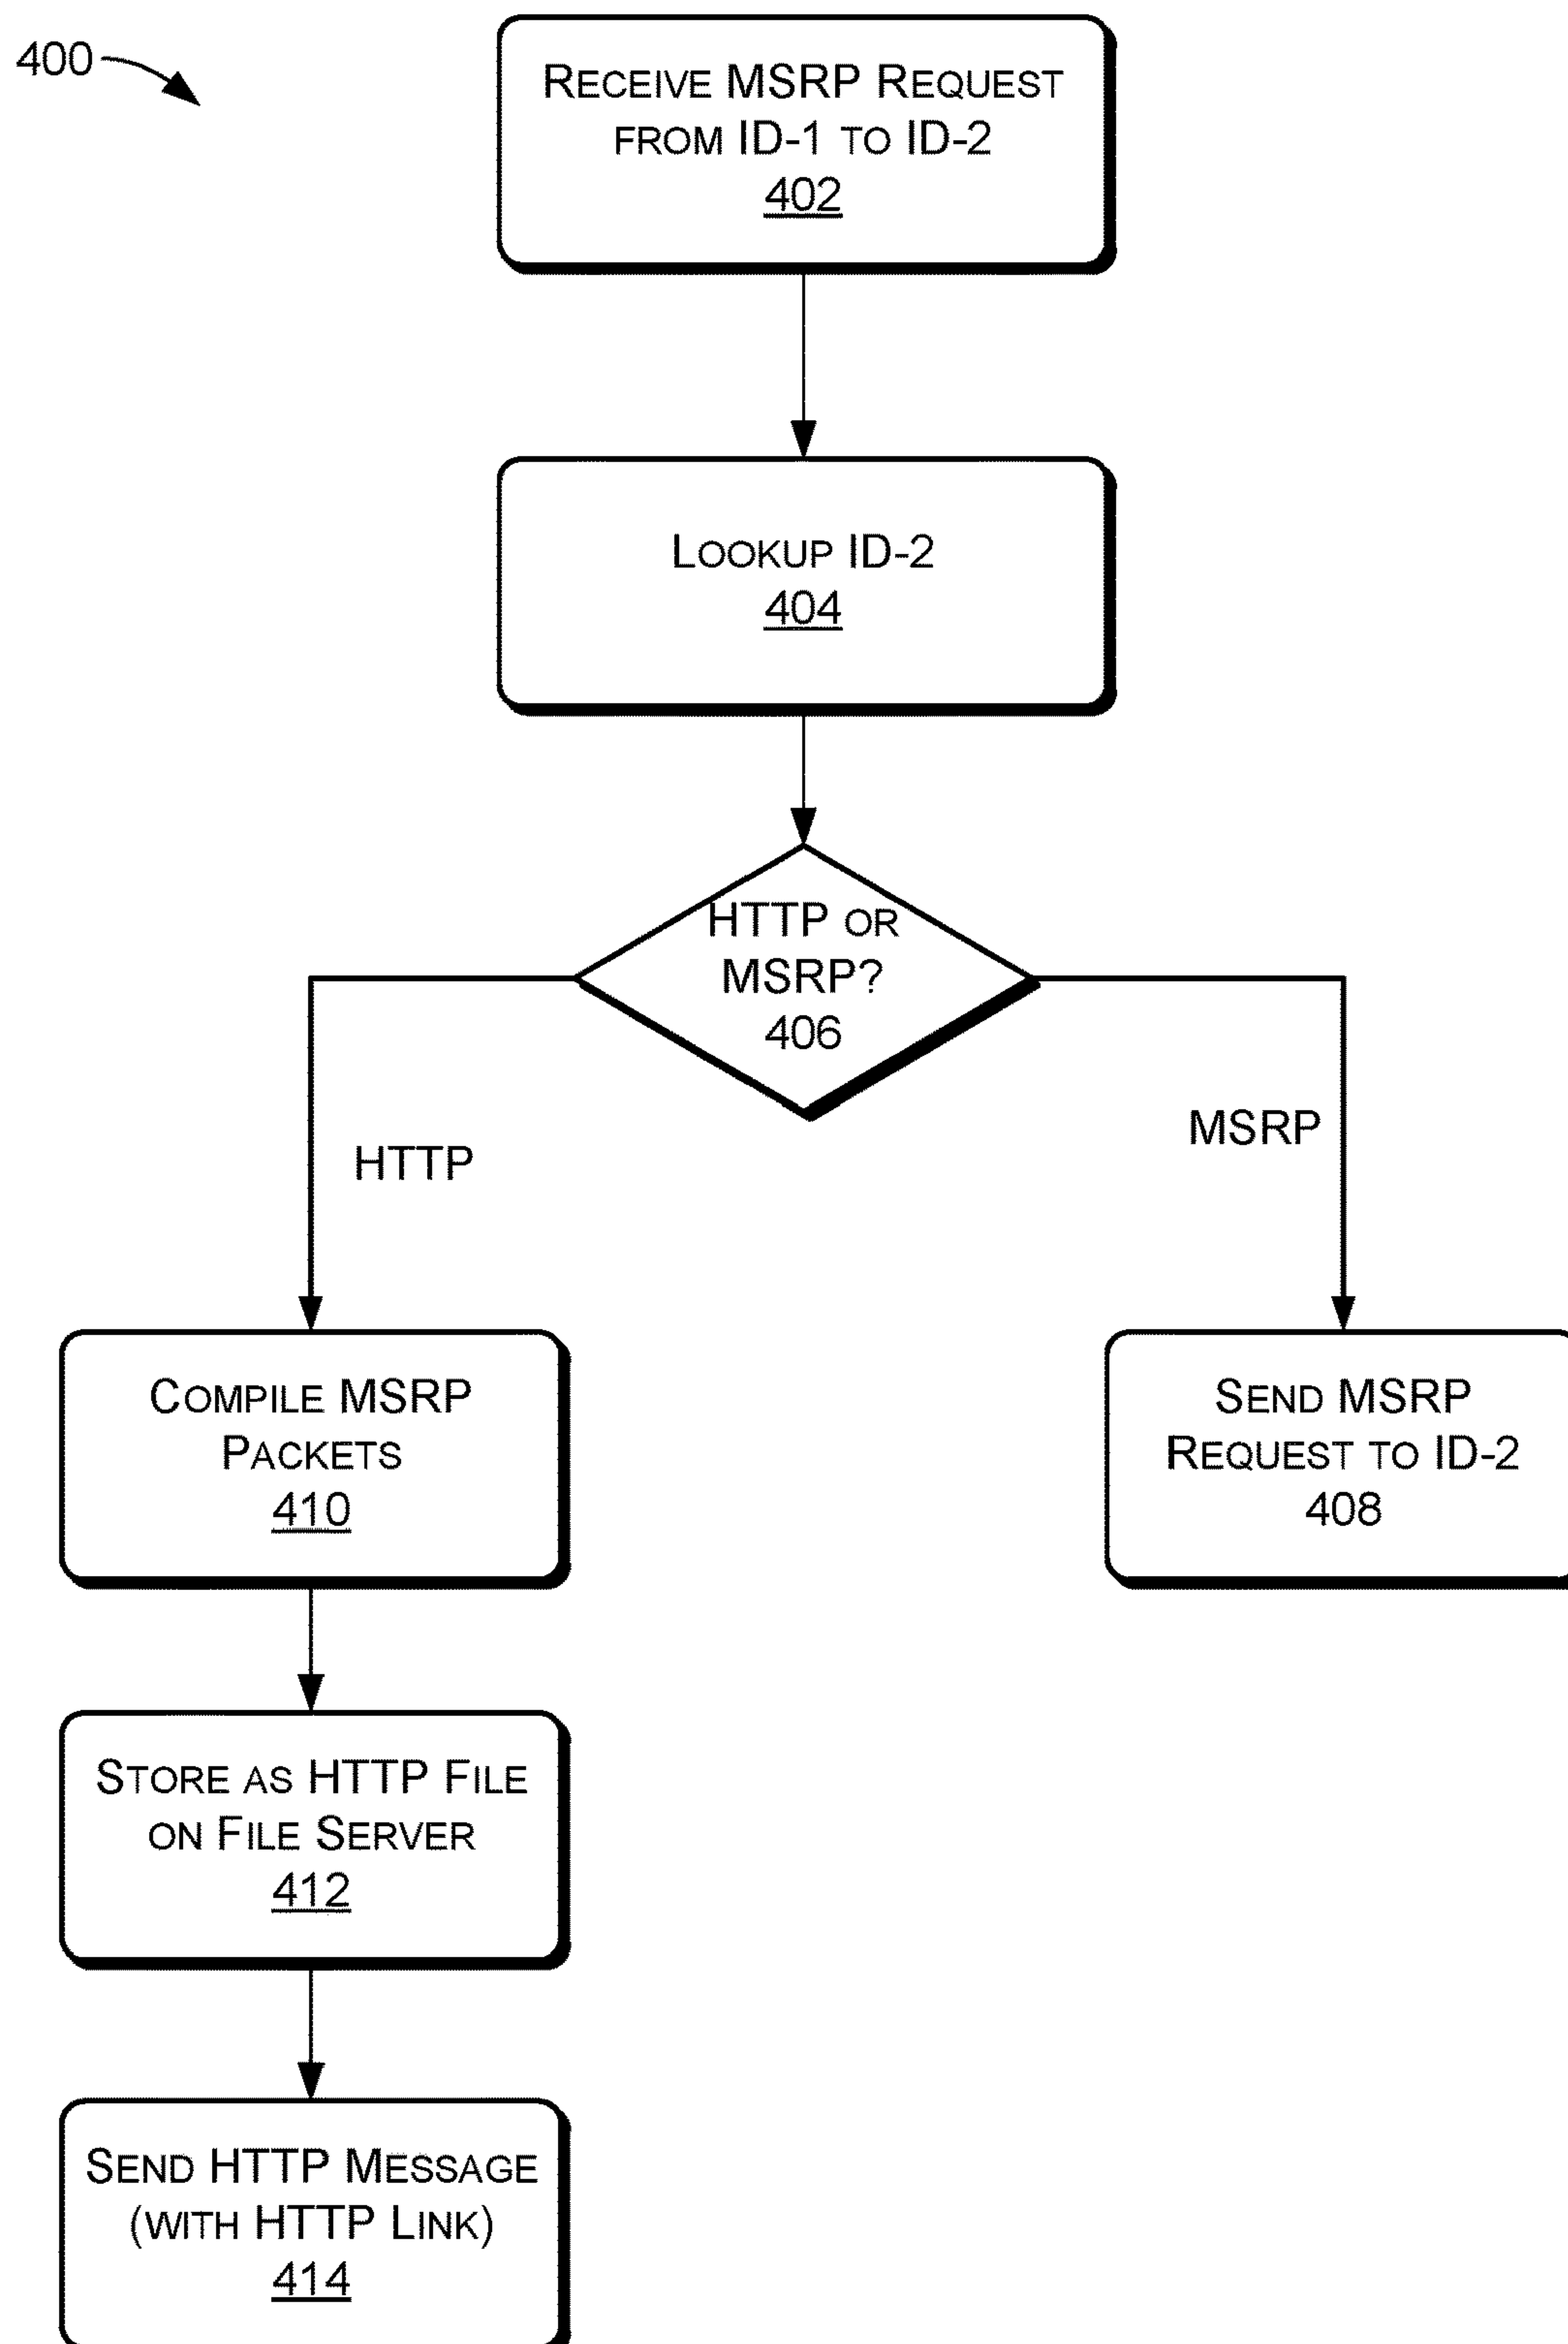 400
RECEIVE MSRP REQUEST
FROM ID-1 TO ID-2
402
LOOKUP ID-2
404
HTTP OR
MSRP?
406
HTTP
MSRP
COMPILE MSRP
PACKETS
410
SEND MSRP
REQUEST TO ID-2
408
STORE AS HTTP FILE
ON FILE SERVER
412
SEND HTTP MESSAGE
(WITH HTTP LINK)
414